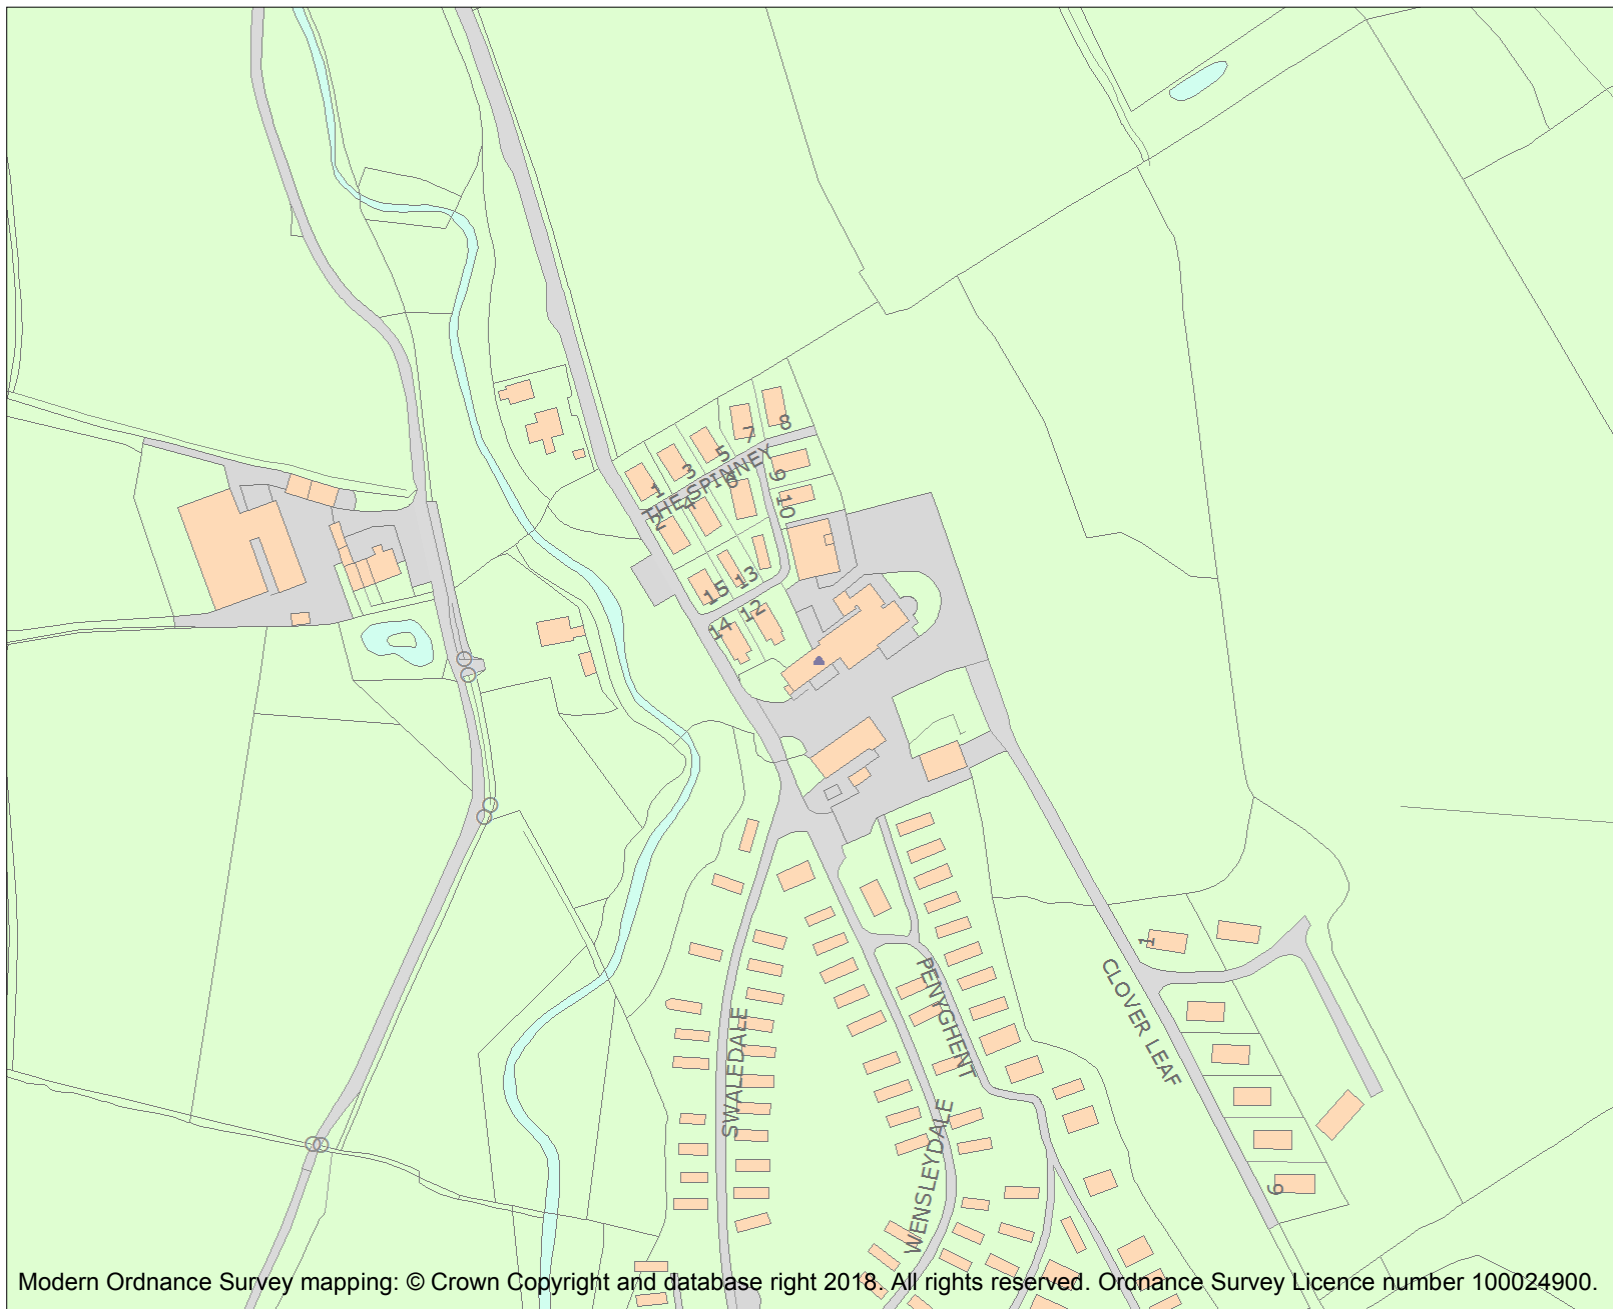 8
7
5
3
1
THE SPINNEY
9
6
4
2
10
13
15
12
14
1
PENYGHENT
CLOVER LEAF
SWALEDALE
WENSLEYDALE
6
Modern Ordnance Survey mapping: © Crown Copyright and database right 2018. All rights reserved. Ordnance Survey Licence number 100024900.